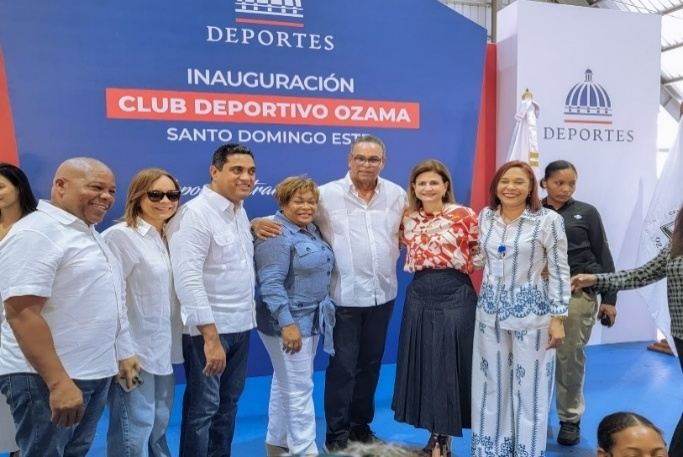 DEPORTES
INAUGURACIÓN
CLUB DEPORTIVO OZAMA
SANTO DOMINGO ESTE
DEPORTES